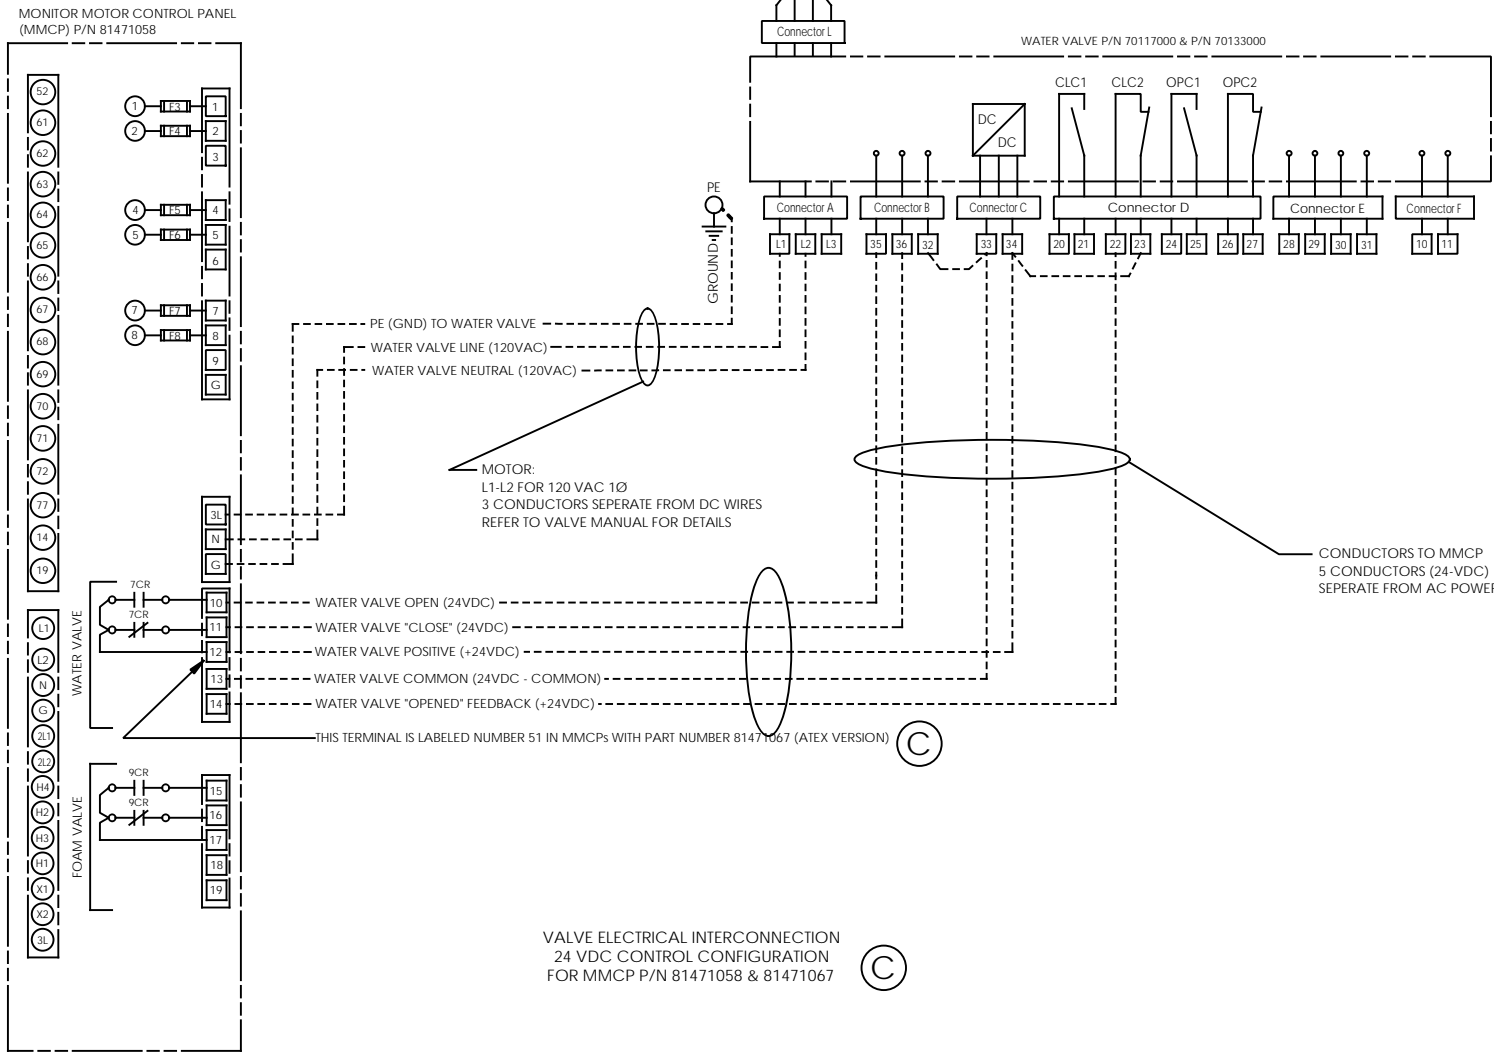 MONITOR MOTOR CONTROL PANEL
(MMCP) P/N 81471058
Connector L
WATER VALVE P/N 70117000 & P/N 70133000
CLC1 CLC2 OPC1 OPC2
DC
DC
PE
GROUND
Connector A Connector B Connector C Connector D Connector E Connector F
L1 L2 L3 35 36 32 33 34 20 21 22 23 24 25 26 27 28 29 30 31 10 11
52
61
62
63
64
65
66
67
68
69
70
71
72
77
14
19
1 F3 1
2 F4 2
3
4 F5 4
5 F6 5
6
7 F7 7
8 F8 8
9
G
PE (GND) TO WATER VALVE
WATER VALVE LINE (120VAC)
WATER VALVE NEUTRAL (120VAC)
MOTOR:
L1-L2 FOR 120 VAC 1Ø
3 CONDUCTORS SEPERATE FROM DC WIRES
REFER TO VALVE MANUAL FOR DETAILS
CONDUCTORS TO MMCP
5 CONDUCTORS (24-VDC)
SEPERATE FROM AC POWER
3L
N
G
WATER VALVE
7CR
7CR
10 WATER VALVE OPEN (24VDC)
11 WATER VALVE "CLOSE" (24VDC)
12 WATER VALVE POSITIVE (+24VDC)
13 WATER VALVE COMMON (24VDC - COMMON)
14 WATER VALVE "OPENED" FEEDBACK (+24VDC)
THIS TERMINAL IS LABELED NUMBER 51 IN MMCPs WITH PART NUMBER 81471067 (ATEX VERSION)
C
L1
L2
N
G
2L1
2L2
H4
H2
H3
H1
X1
X2
3L
FOAM VALVE
9CR
9CR
15
16
17
18
19
VALVE ELECTRICAL INTERCONNECTION
24 VDC CONTROL CONFIGURATION
FOR MMCP P/N 81471058 & 81471067
C